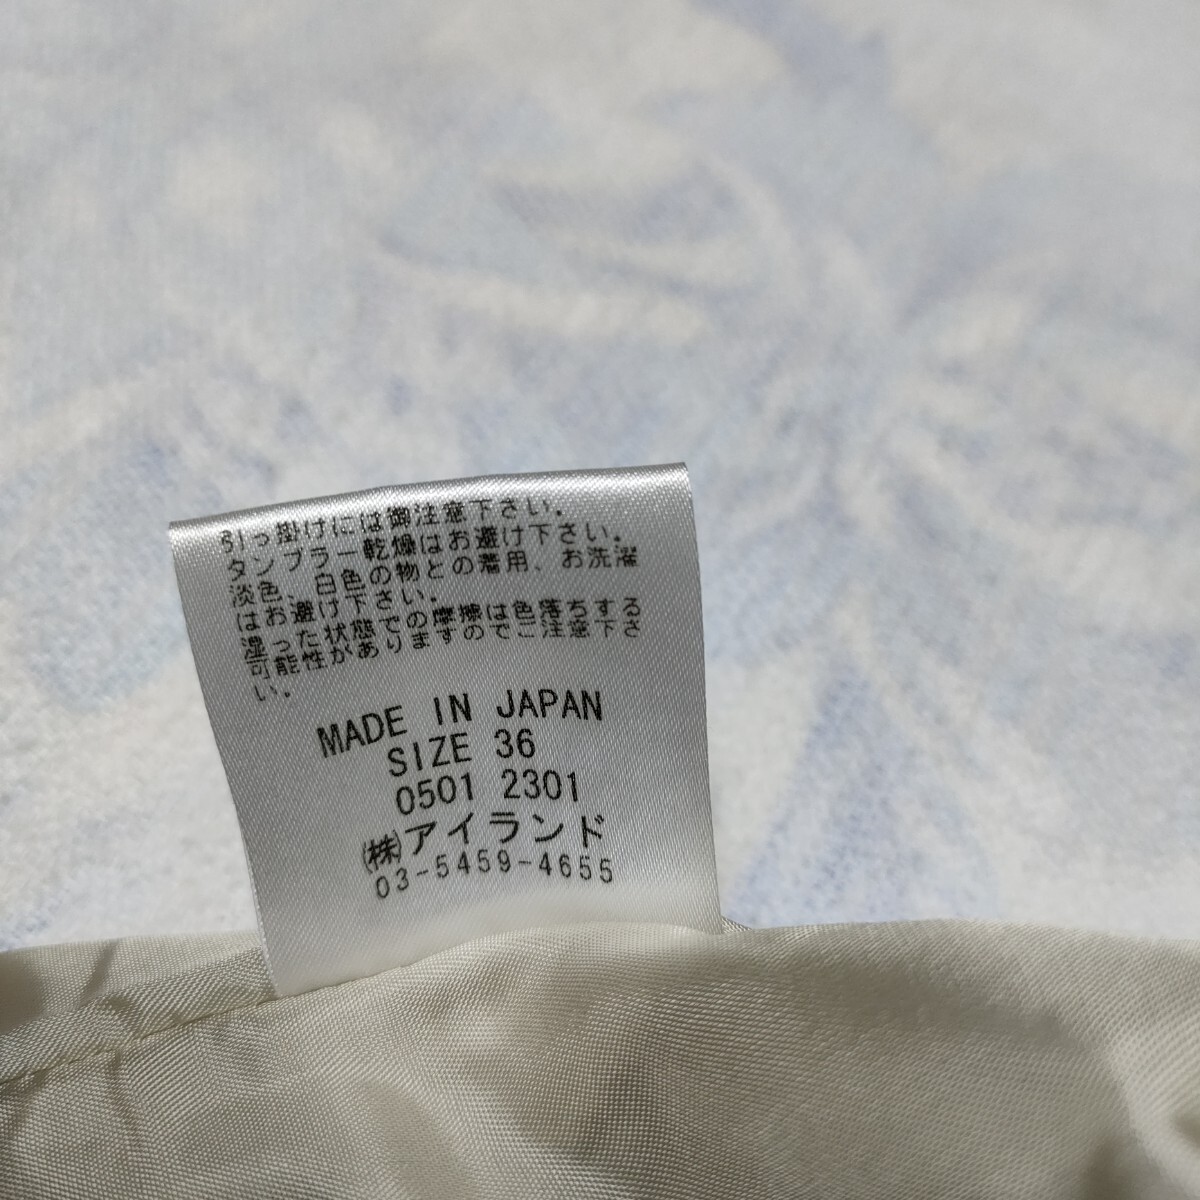 引っ掛けには御注意下さい。
タンブラー乾燥はお避け下さい。
淡色、白色の物との着用、お洗濯
はお避け下さい。
湿った状態での摩擦は色落ちする
可能性がありますのでご注意下さ
い。
MADE IN JAPAN
SIZE 36
0501 2301
㈱アイランド
03-5459-4655